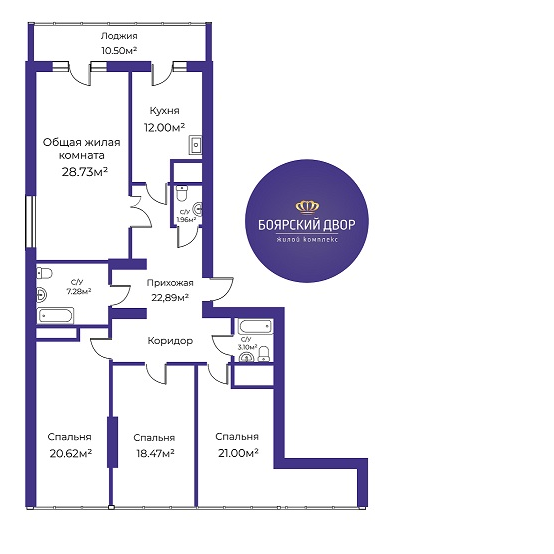 Лоджия
10.50м²
Кухня
12.00м²
Общая жилая
комната
28.73м²
С/У
1.96м²
БОЯРСКИЙ ДВОР
жилой комплекс
С/У
7.28м²
Прихожая
22,89м²
Коридор
С/У
3.10м²
Спальня
20.62м²
Спальня
18.47м²
Спальня
21.00м²